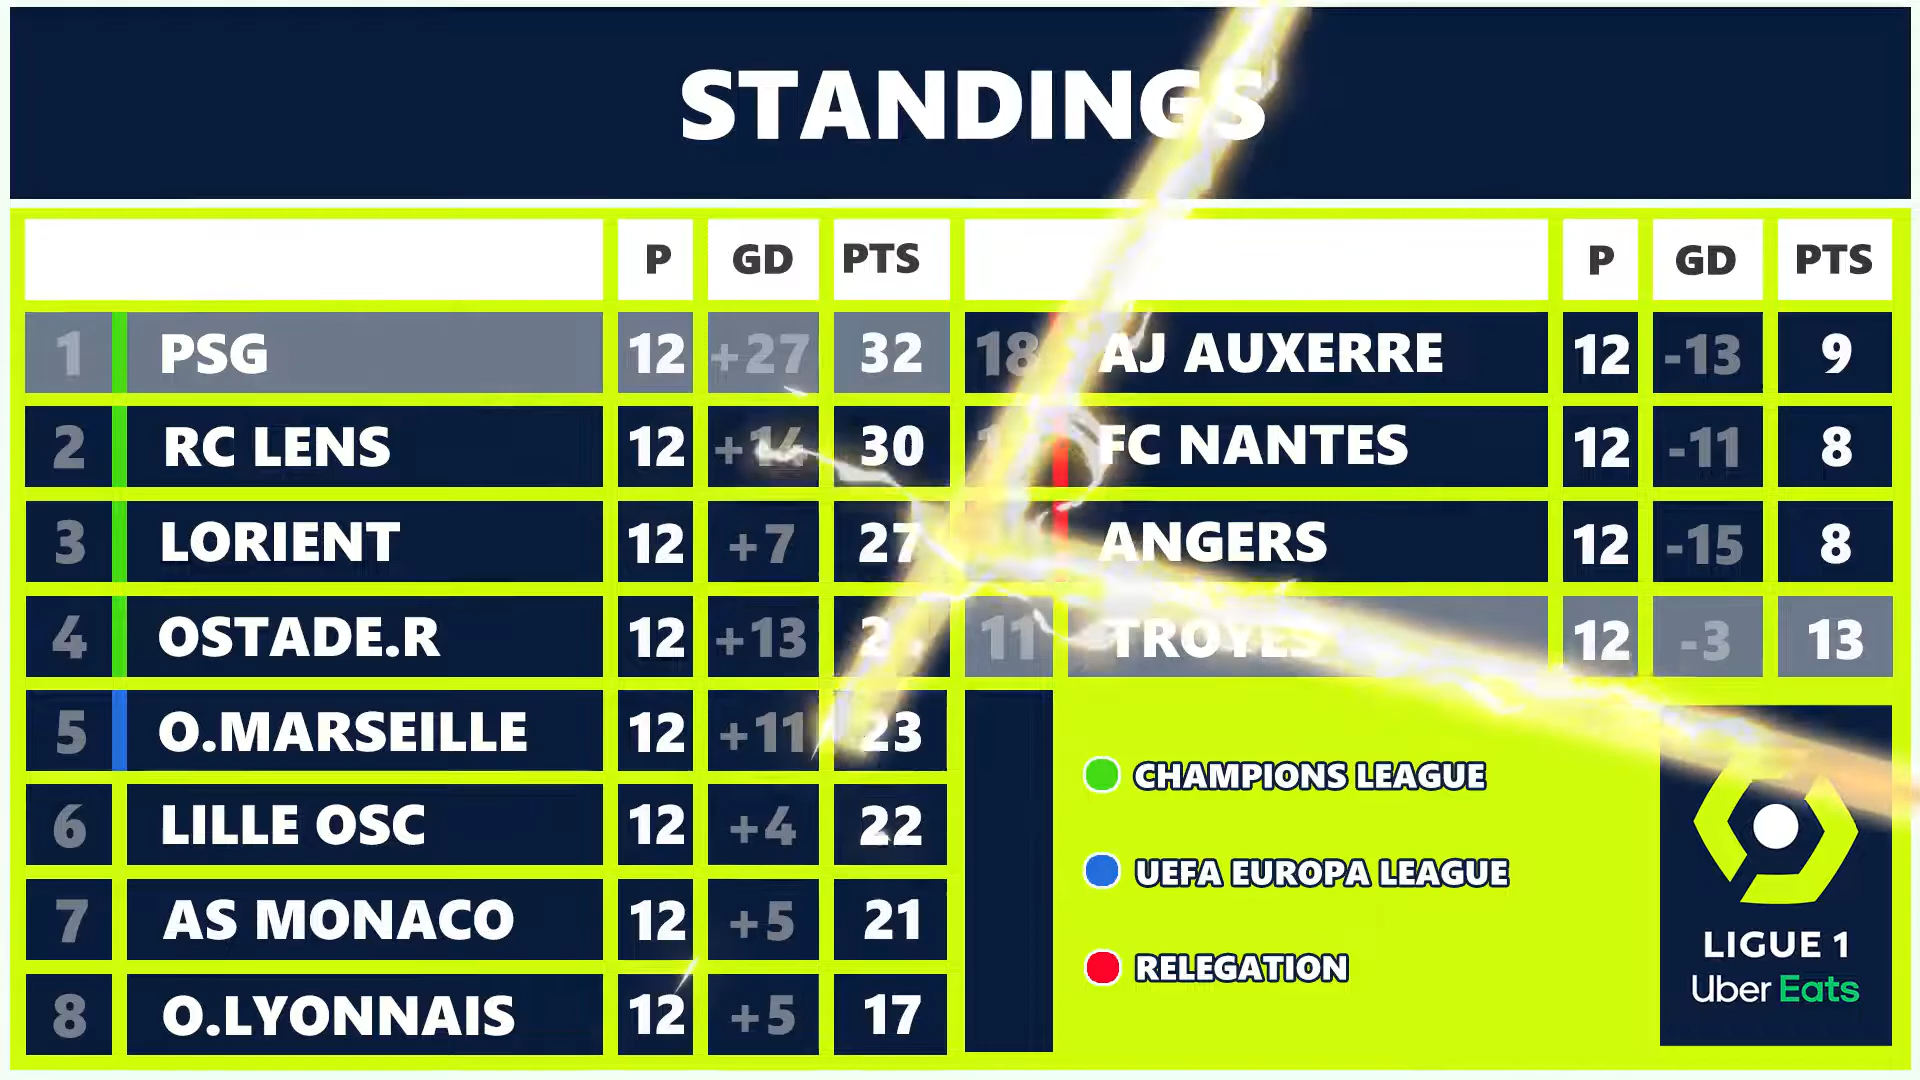 STANDINGS
P GD PTS
1 PSG 12 +27 32
2 RC LENS 12 +14 30
3 LORIENT 12 +7 27
4 OSTADE.R 12 +13
5 O.MARSEILLE 12 +11 23
6 LILLE OSC 12 +4 22
7 AS MONACO 12 +5 21
8 O.LYONNAIS 12 +5 17
P GD PTS
18 AJ AUXERRE 12 -13 9
FC NANTES 12 -11 8
ANGERS 12 -15 8
11 TROYES 12 -3 13
CHAMPIONS LEAGUE
UEFA EUROPA LEAGUE
RELEGATION
LIGUE 1
Uber Eats